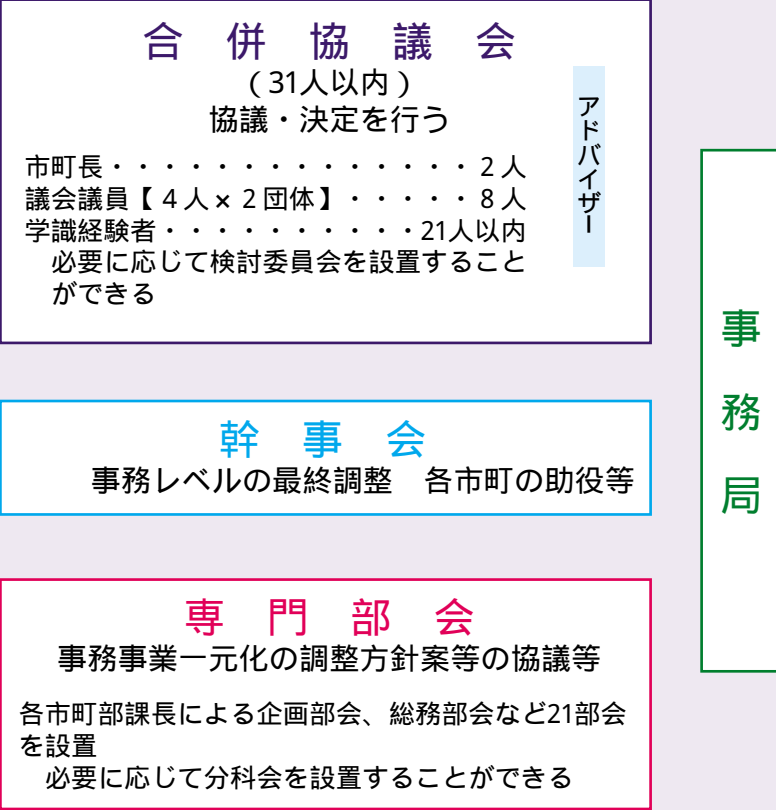 合併協議会
（31人以内）
協議・決定を行う
市町長・・・・・・・・・・・・・・2人
議会議員【4人×2団体】・・・・・8人
学識経験者・・・・・・・・・・21人以内
必要に応じて検討委員会を設置すること
ができる
アドバイザー
幹事会
事務レベルの最終調整　各市町の助役等
専門部会
事務事業一元化の調整方針案等の協議等
各市町部課長による企画部会、総務部会など21部会
を設置
必要に応じて分科会を設置することができる
事務局